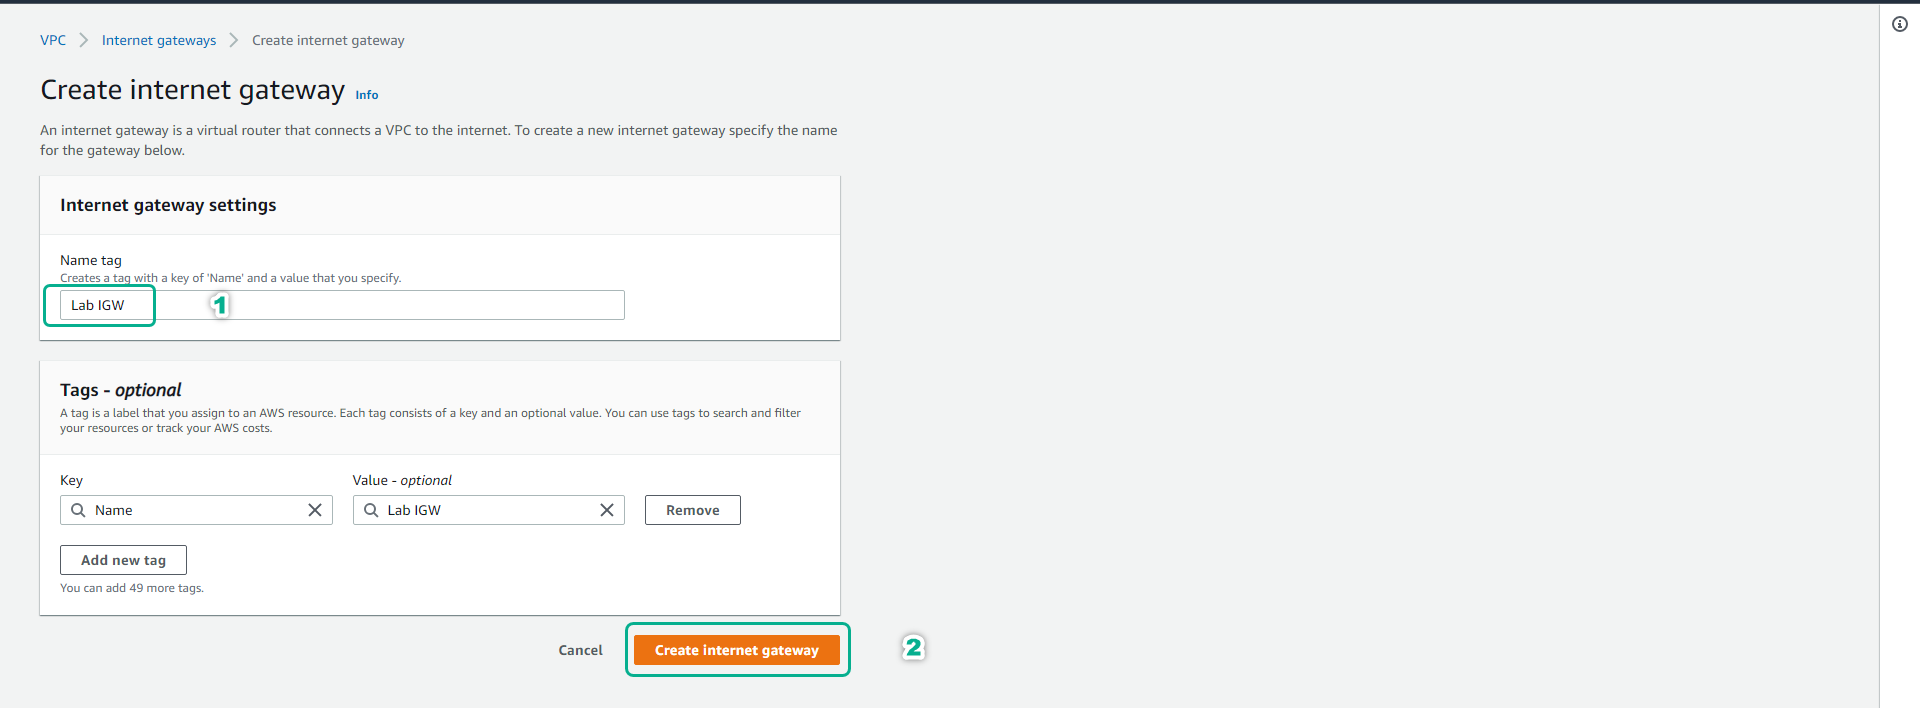 VPC > Internet gateways > Create internet gateway
Create internet gateway Info
An internet gateway is a virtual router that connects a VPC to the internet. To create a new internet gateway specify the name
for the gateway below.
Internet gateway settings
Name tag
Creates a tag with a key of 'Name' and a value that you specify.
Lab IGW 1
Tags - optional
A tag is a label that you assign to an AWS resource. Each tag consists of a key and an optional value. You can use tags to search and filter
your resources or track your AWS costs.
Key Value - optional
Name Lab IGW Remove
Add new tag
You can add 49 more tags.
Cancel Create internet gateway 2